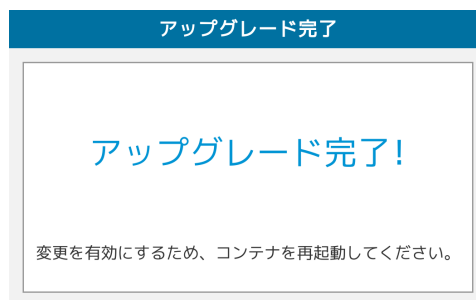 アップグレード完了
アップグレード完了!
変更を有効にするため、コンテナを再起動してください。